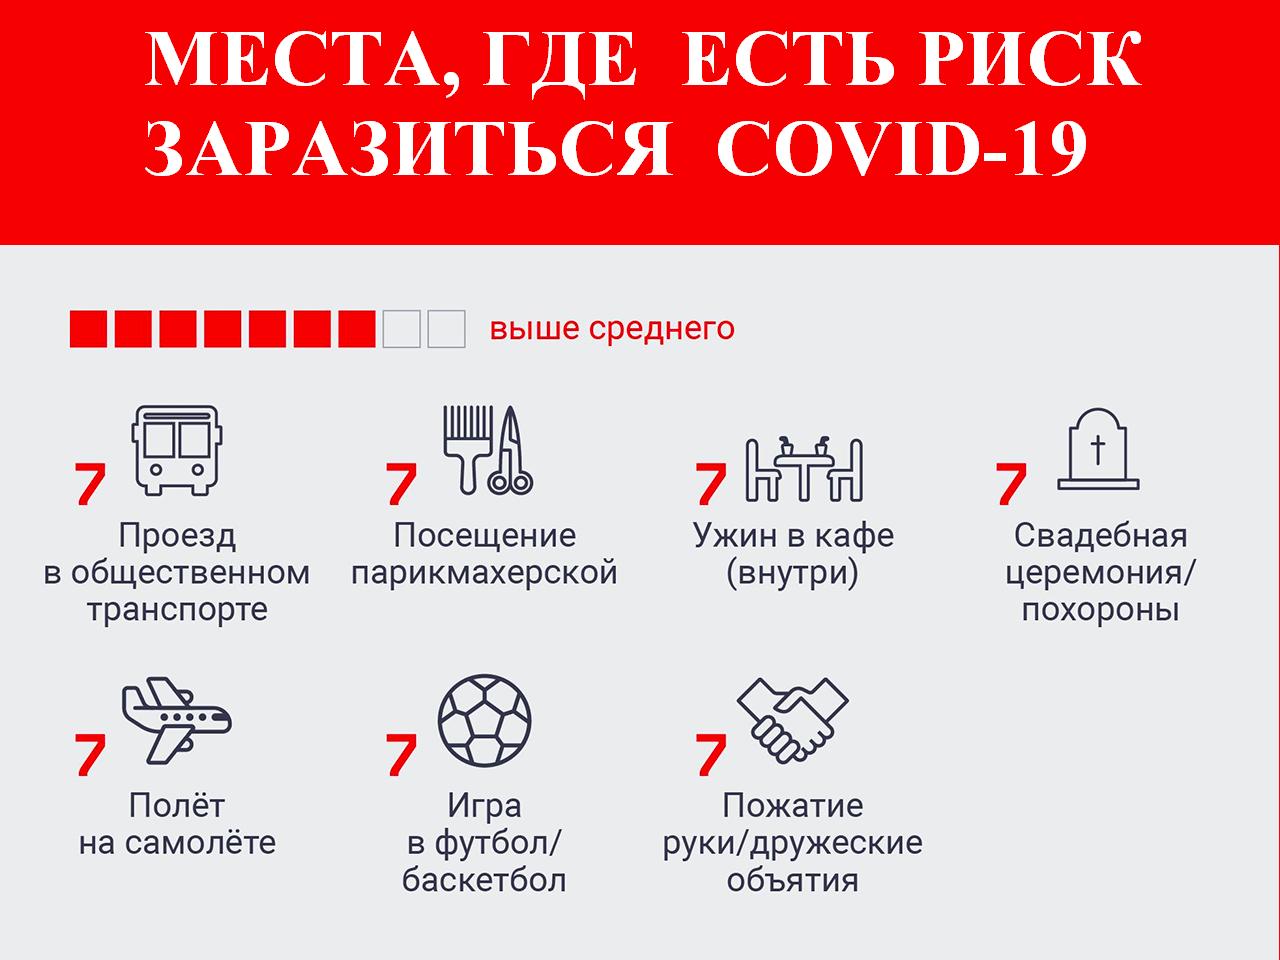 МЕСТА, ГДЕ ЕСТЬ РИСК
ЗАРАЗИТЬСЯ COVID-19
выше среднего
7
Проезд
в общественном
транспорте
7
Посещение
парикмахерской
7
Ужин в кафе
(внутри)
7
Свадебная
церемония/
похороны
7
Полёт
на самолёте
7
Игра
в футбол/
баскетбол
7
Пожатие
руки/дружеские
объятия